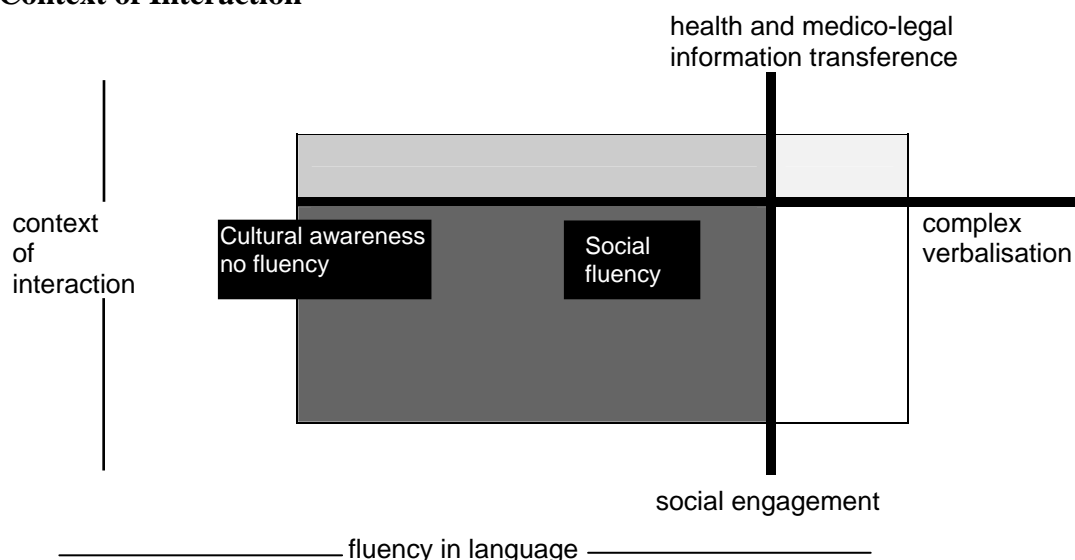 Context of Interaction
health and medico-legal
information transference
context
of
interaction
Cultural awareness
no fluency
Social
fluency
complex
verbalisation
social engagement
fluency in language